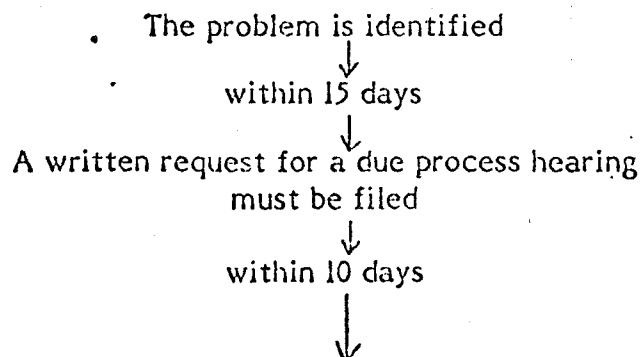 The problem is identified
within 15 days
A written request for a due process hearing
must be filed
within 10 days